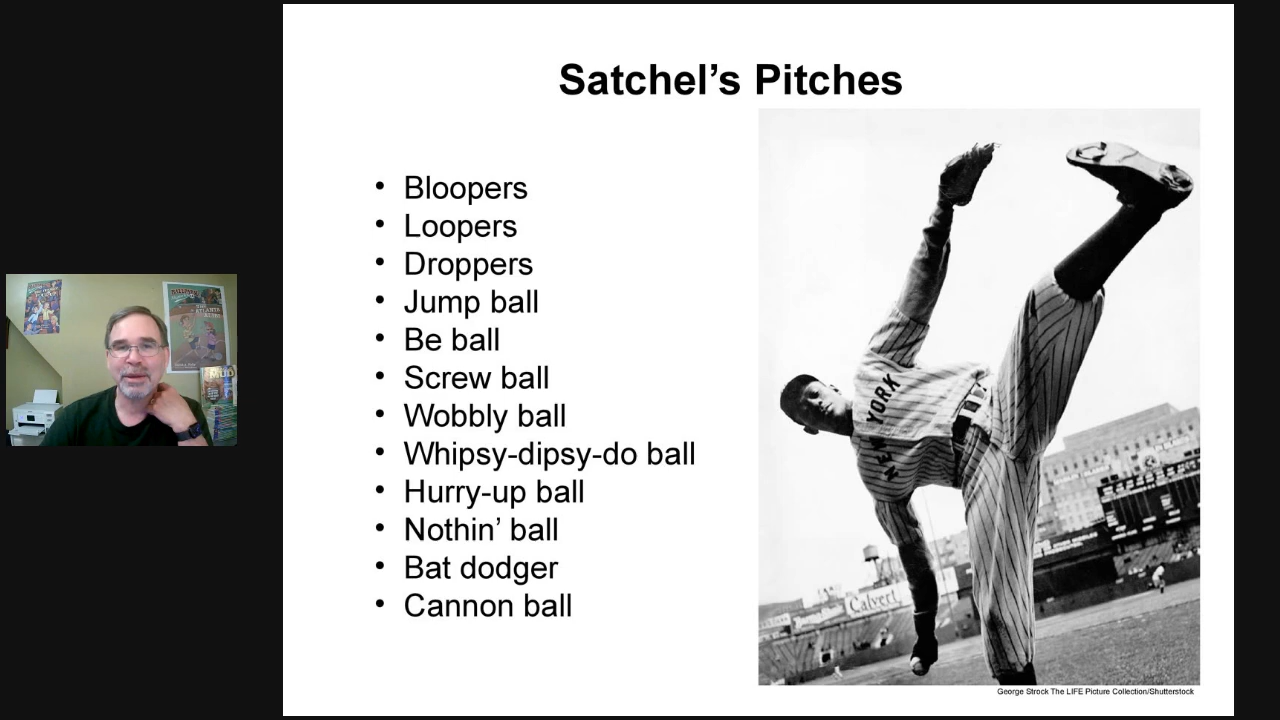 Satchel’s Pitches
• Bloopers
• Loopers
• Droppers
• Jump ball
• Be ball
• Screw ball
• Wobbly ball
• Whipsy-dipsy-do ball
• Hurry-up ball
• Nothin’ ball
• Bat dodger
• Cannon ball
NEW YORK
Calvert
George Strock The LIFE Picture Collection/Shutterstock